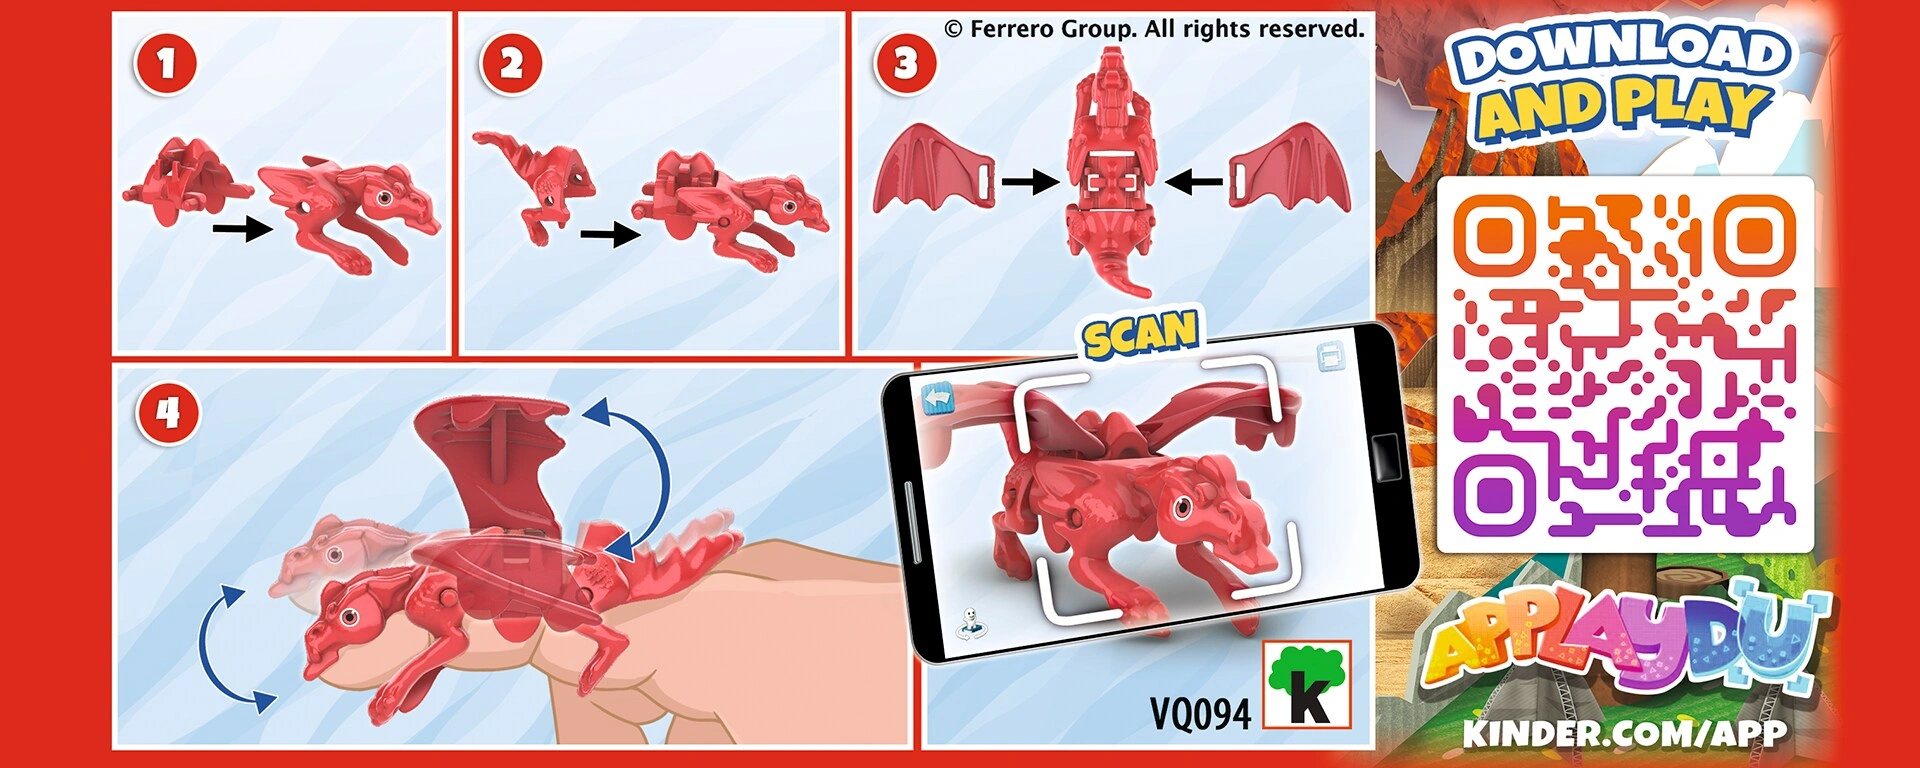 1
2
3
© Ferrero Group. All rights reserved.
DOWNLOAD
AND PLAY
SCAN
4
VQ094
k
APPLAYDU
KINDER.COM/APP